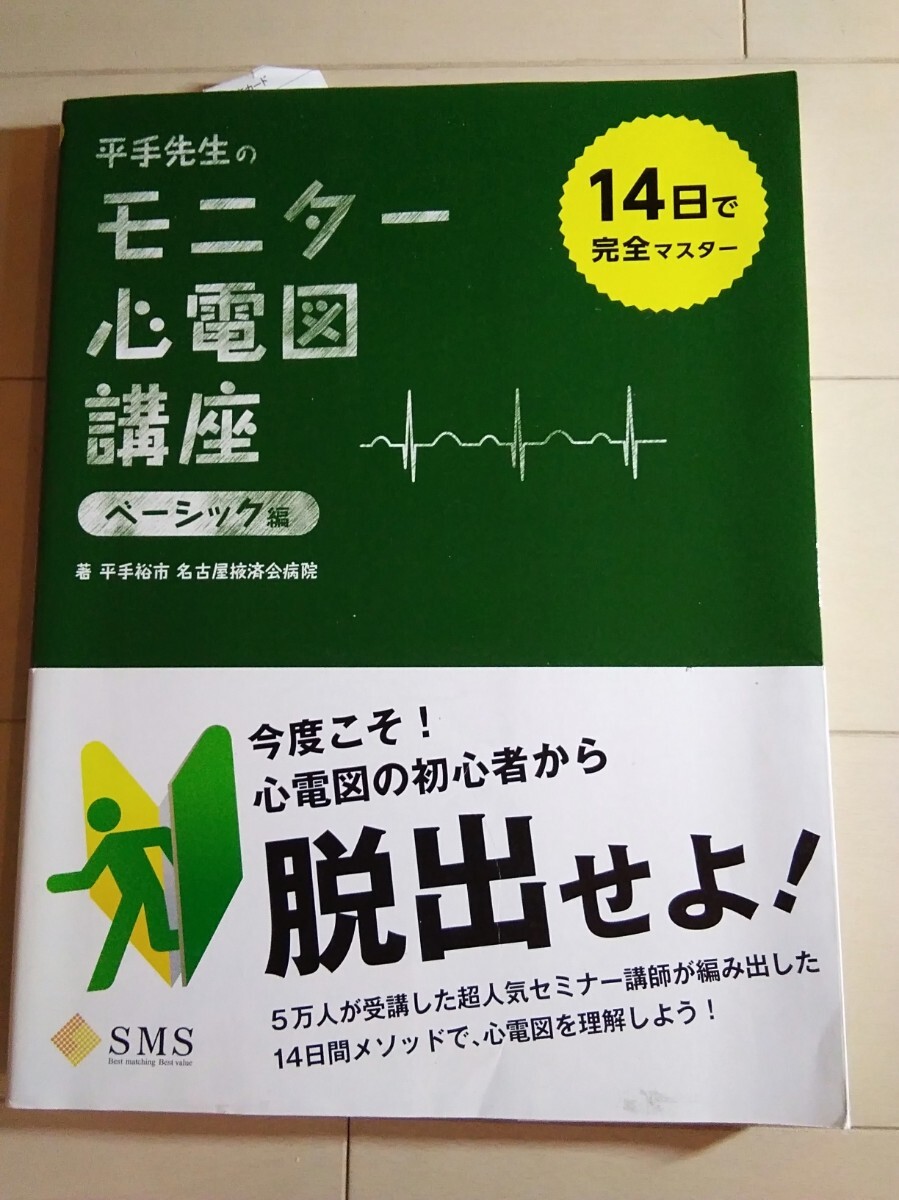 カード
平手先生の
モニター
心電図
講座
ベーシック編
著 平手裕市 名古屋掖済会病院
14日で
完全マスター
今度こそ！
心電図の初心者から
脱出せよ！
5万人が受講した超人気セミナー講師が編み出した
14日間メソッドで、心電図を理解しよう！
SMS
Best matching Best value